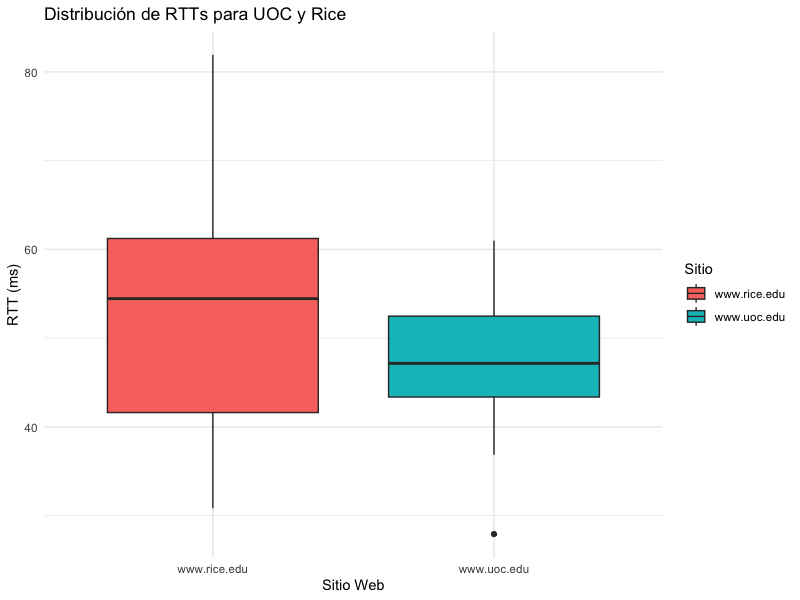 Distribución de RTTs para UOC y Rice
RTT (ms)
80
60
40
www.rice.edu
www.uoc.edu
Sitio Web
Sitio
www.rice.edu
www.uoc.edu